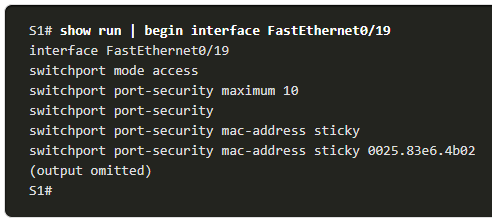 S1# show run | begin interface FastEthernet0/19
interface FastEthernet0/19
switchport mode access
switchport port-security maximum 10
switchport port-security
switchport port-security mac-address sticky
switchport port-security mac-address sticky 0025.83e6.4b02
(output omitted)
S1#